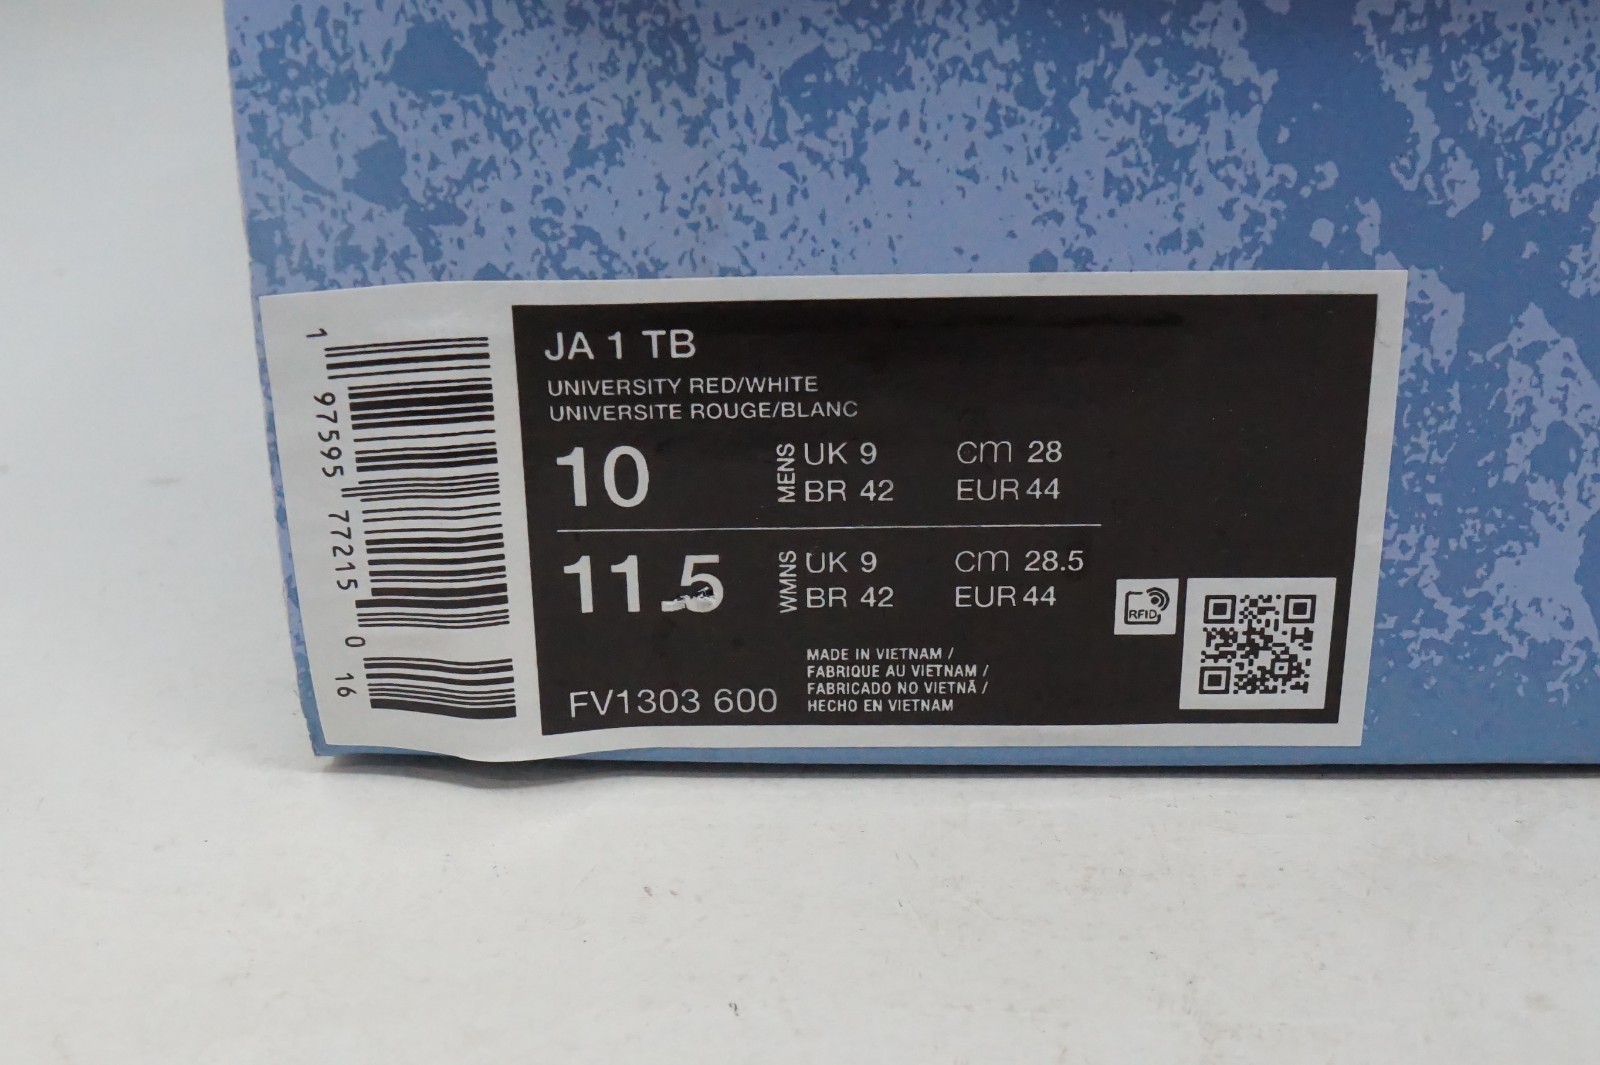 JA 1 TB
UNIVERSITY RED/WHITE
UNIVERSITE ROUGE/BLANC
10 MENS UK 9 cm 28
BR 42 EUR 44
11.5 WMNS UK 9 cm 28.5
BR 42 EUR 44
MADE IN VIETNAM /
FABRIQUE AU VIETNAM /
FABRICADO NO VIETNÃ /
HECHO EN VIETNAM
FV1303 600
RFID
1 97595 77215 0 16